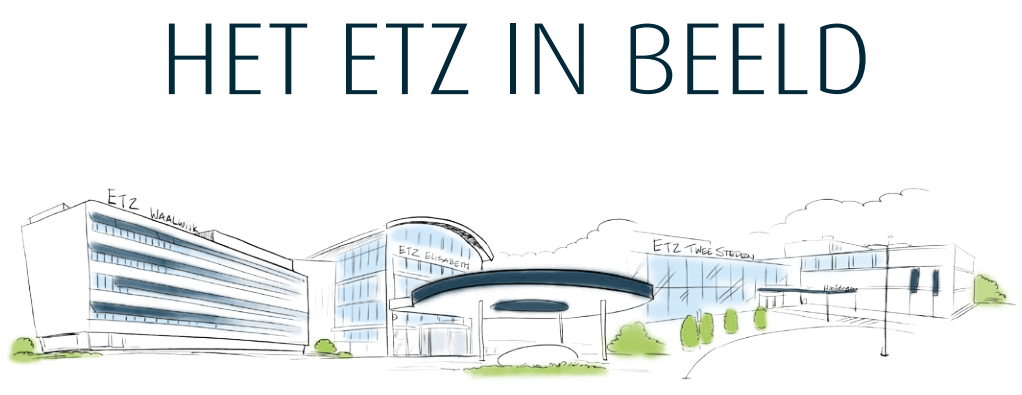 HET ETZ IN BEELD
ETZ WAALWIJK
ETZ ELISABETH
ETZ TWEESTEDEN